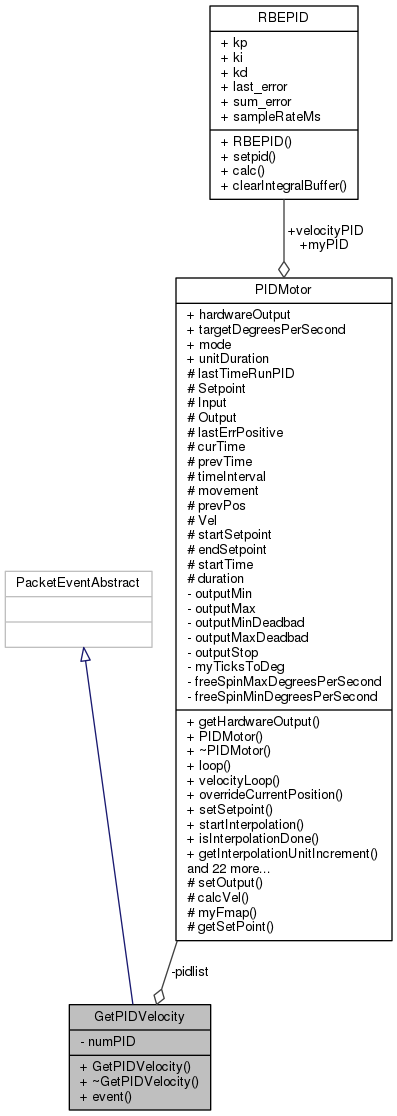 RBEPID
+ kp
+ ki
+ kd
+ last_error
+ sum_error
+ sampleRateMs
+ RBEPID()
+ setpid()
+ calc()
+ clearIntegralBuffer()
+velocityPID
+myPID
PIDMotor
+ hardwareOutput
+ targetDegreesPerSecond
+ mode
+ unitDuration
# lastTimeRunPID
# Setpoint
# Input
# Output
# lastErrPositive
# curTime
# prevTime
# timeInterval
# movement
# prevPos
# Vel
# startSetpoint
# endSetpoint
# startTime
# duration
- outputMin
- outputMax
- outputMinDeadbad
- outputMaxDeadbad
- outputStop
- myTicksToDeg
- freeSpinMaxDegreesPerSecond
- freeSpinMinDegreesPerSecond
+ getHardwareOutput()
+ PIDMotor()
+ ~PIDMotor()
+ loop()
+ velocityLoop()
+ overrideCurrentPosition()
+ setSetpoint()
+ startInterpolation()
+ isInterpolationDone()
+ getInterpolationUnitIncrement()
and 22 more...
# setOutput()
# calcVel()
# myFmap()
# getSetPoint()
PacketEventAbstract
-pidlist
GetPIDVelocity
- numPID
+ GetPIDVelocity()
+ ~GetPIDVelocity()
+ event()